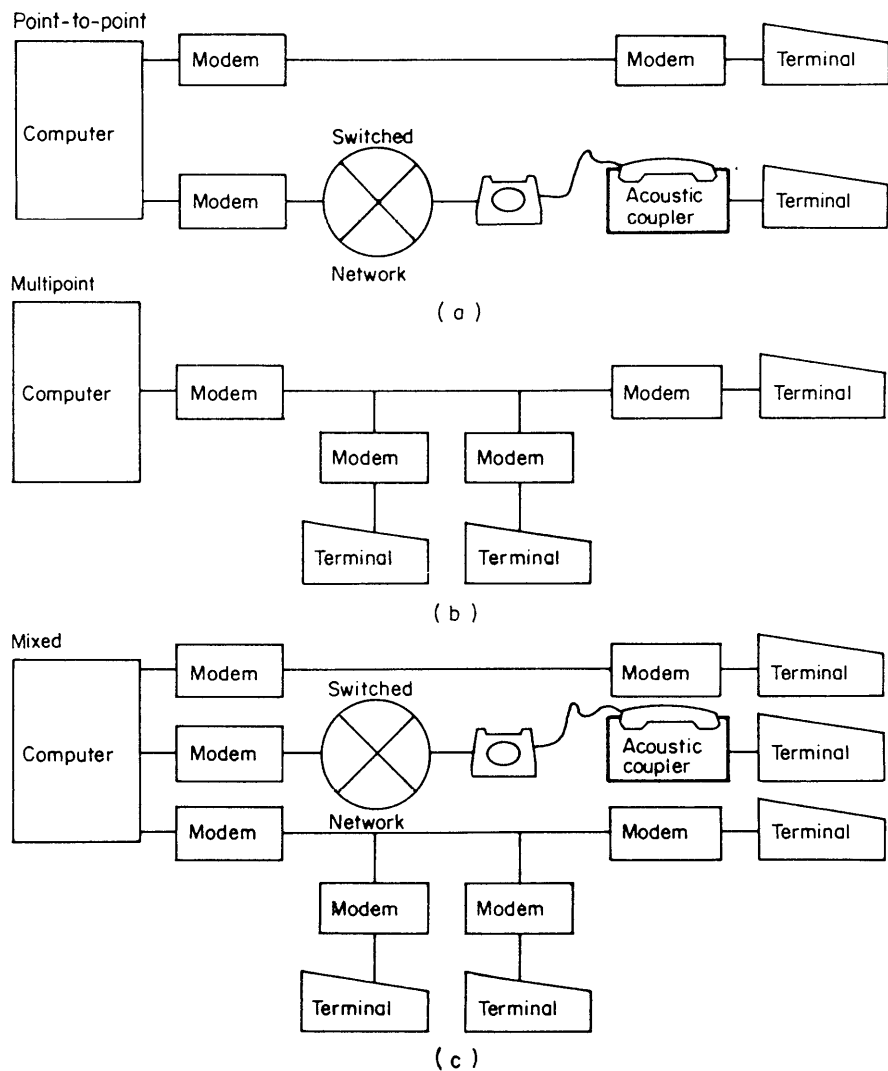 Point-to-point
Modem
Modem
Terminal
Computer
Switched
Modem
Acoustic
coupler
Terminal
Network
( a )
Multipoint
Computer
Modem
Modem
Terminal
Modem
Modem
Terminal
Terminal
( b )
Mixed
Modem
Modem
Terminal
Switched
Computer
Modem
Acoustic
coupler
Terminal
Network
Modem
Modem
Terminal
Modem
Modem
Terminal
Terminal
( c )